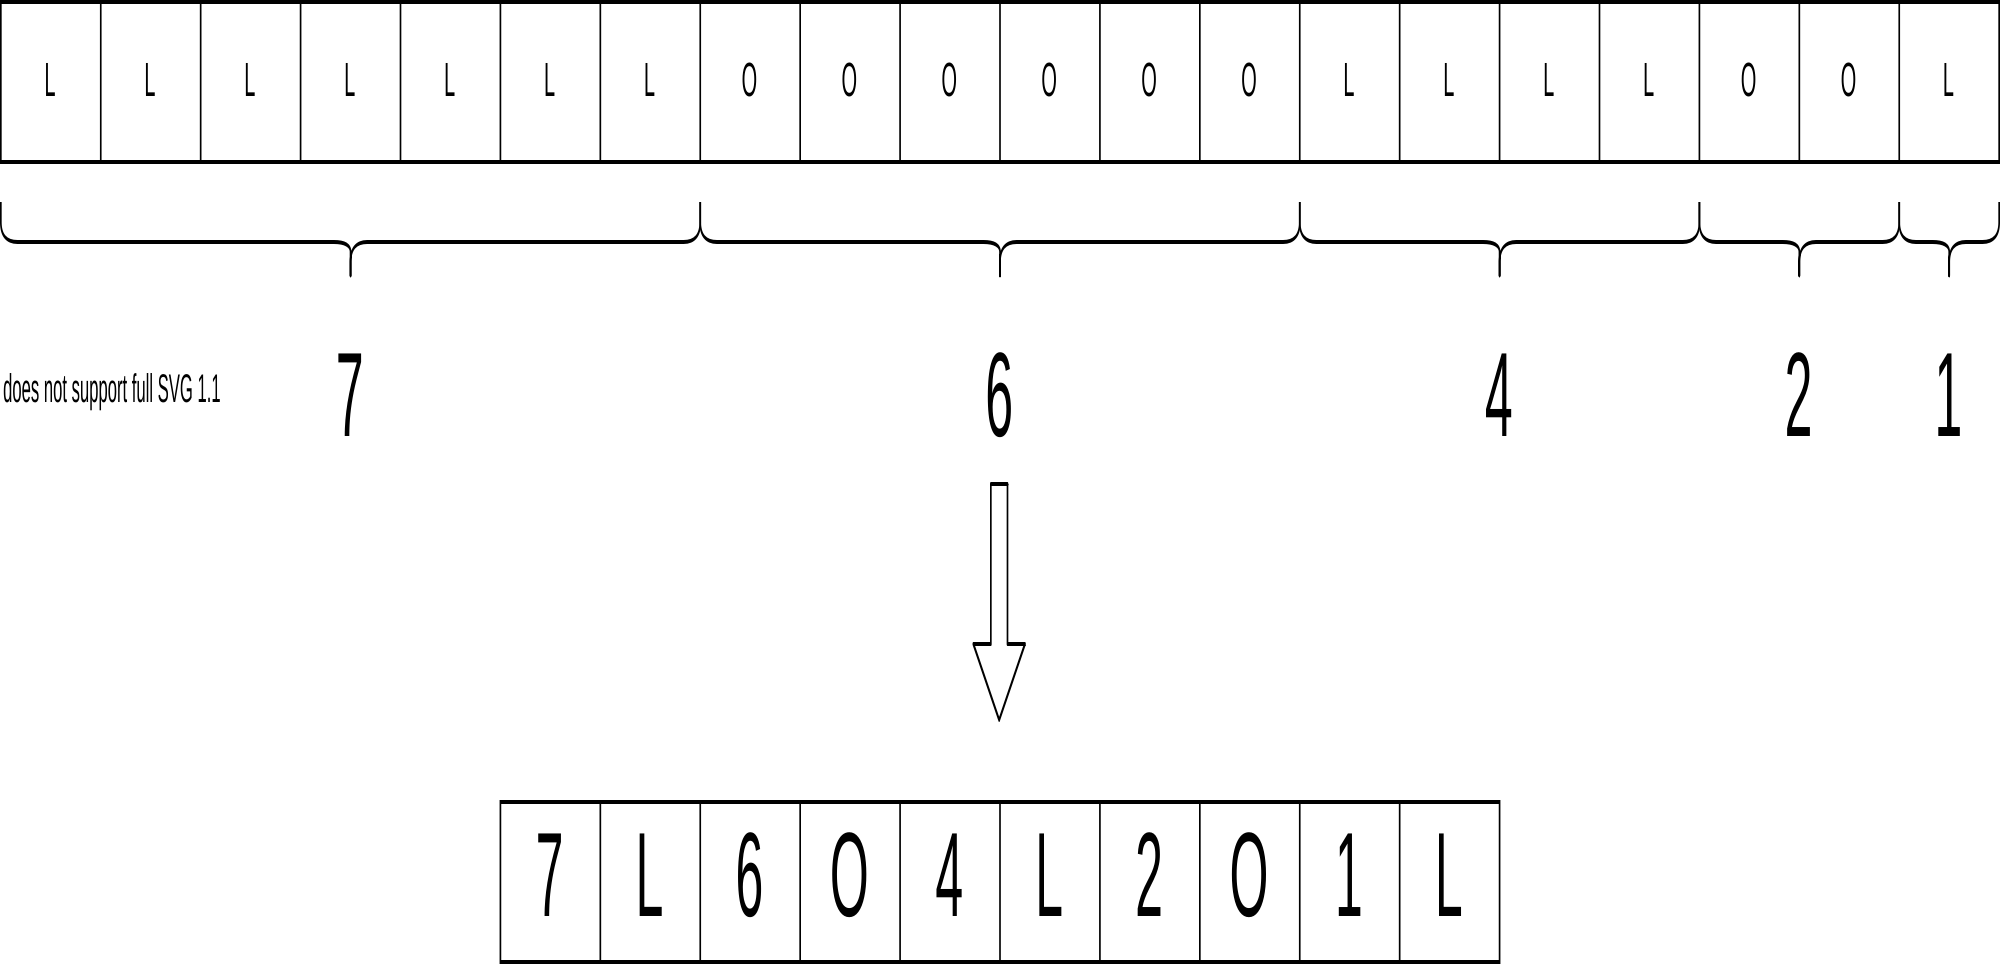 L L L L L L L O O O O O O L L L L O O L
does not support full SVG 1.1 7 6 4 2 1
7 L 6 O 4 L 2 O 1 L